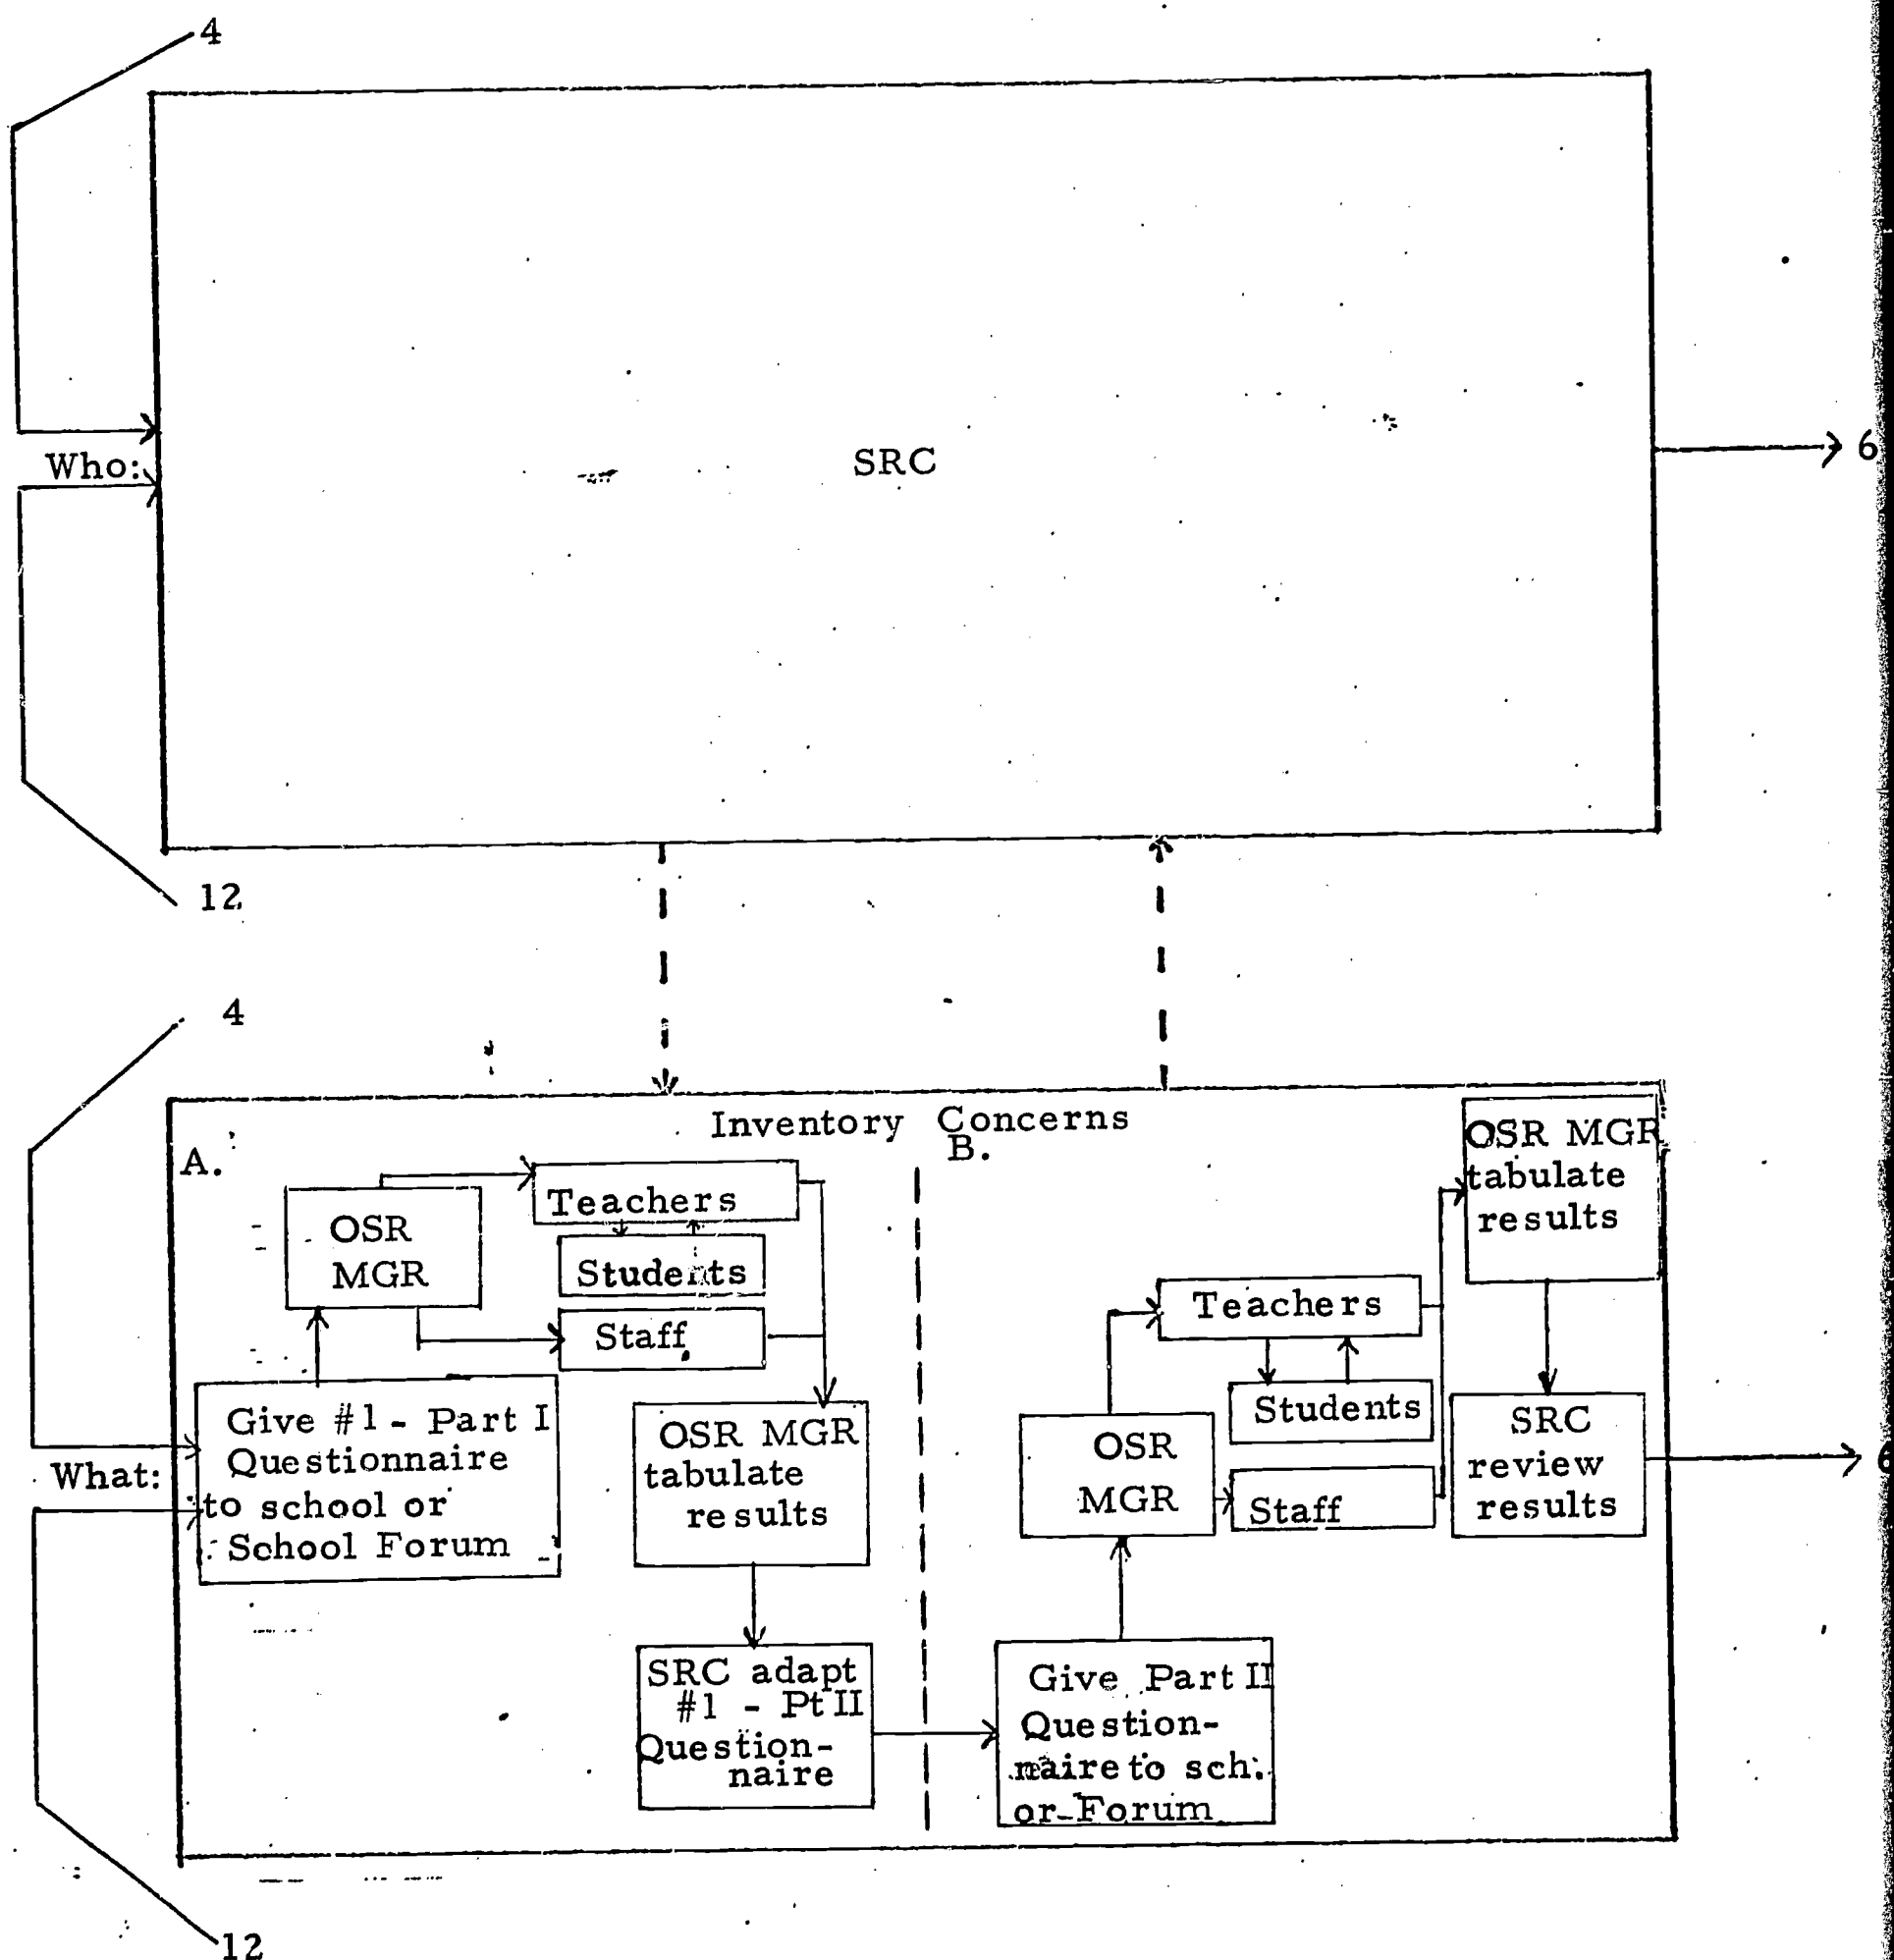 4
Who:
SRC
6
12
4
Inventory Concerns
A.
B.
OSR
MGR
Teachers
Students
Staff
Give #1 - Part I
Questionnaire
to school or
School Forum
What:
OSR MGR
tabulate
results
SRC adapt
#1 - Pt II
Question-
naire
Give Part II
Question-
naire to sch.
or Forum
OSR
MGR
Teachers
Students
Staff
OSR MGR
tabulate
results
SRC
review
results
6
12